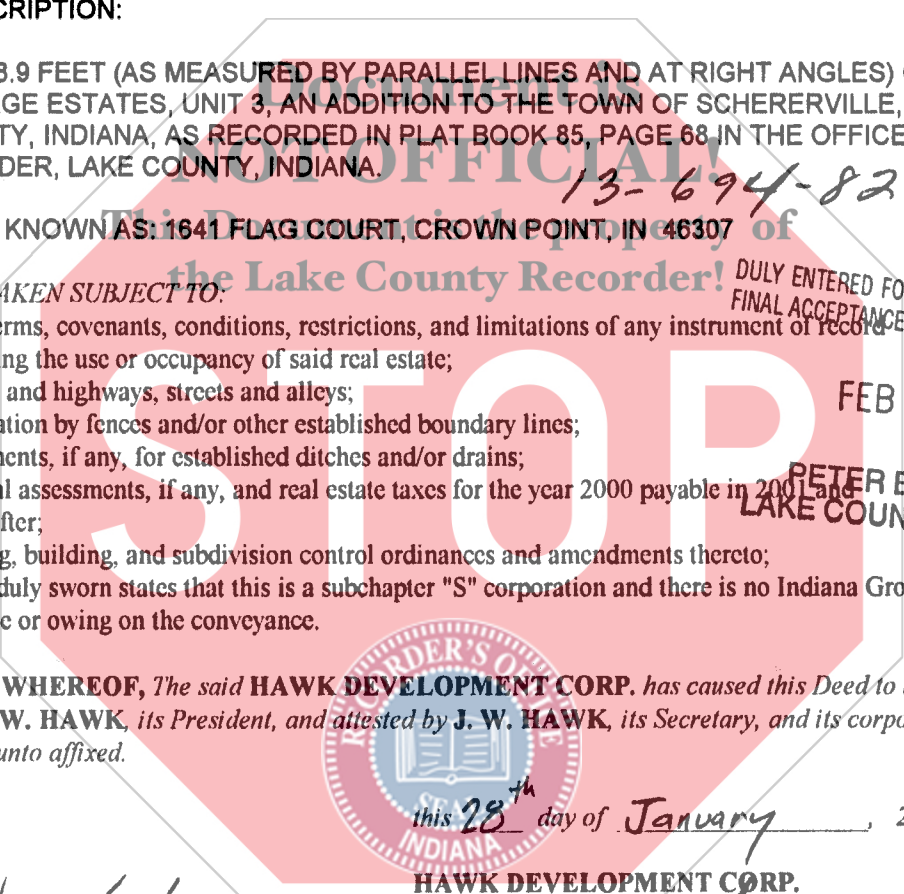 CRIPTION:
3.9 FEET (AS MEASURED BY PARALLEL LINES AND AT RIGHT ANGLES)
AGE ESTATES, UNIT 3, AN ADDITION TO THE TOWN OF SCHERERVILLE,
TY, INDIANA, AS RECORDED IN PLAT BOOK 85, PAGE 68 IN THE OFFICE
DER, LAKE COUNTY, INDIANA.
Document is
NOT OFFICIAL!
This Document is the property of
the Lake County Recorder!
13-694-82
KNOWN AS: 1641 FLAG COURT, CROWN POINT, IN 46307
DULY ENTERED FO
FINAL ACCEPTANCE
AKEN SUBJECT TO:
erms, covenants, conditions, restrictions, and limitations of any instrument of record
ing the use or occupancy of said real estate;
and highways, streets and alleys;
FEB
ation by fences and/or other established boundary lines;
nents, if any, for established ditches and/or drains;
l assessments, if any, and real estate taxes for the year 2000 payable in 2001 and
PETER B
LAKE COUN
fter;
g, building, and subdivision control ordinances and amendments thereto;
duly sworn states that this is a subchapter "S" corporation and there is no Indiana Gro
e or owing on the conveyance.
STOP
WHEREOF, The said HAWK DEVELOPMENT CORP. has caused this Deed to
W. HAWK, its President, and attested by J. W. HAWK, its Secretary, and its corpo
unto affixed.
RECORDER'S OFFICE
SEAL
INDIANA
this 28th day of January, 2
HAWK DEVELOPMENT CORP.